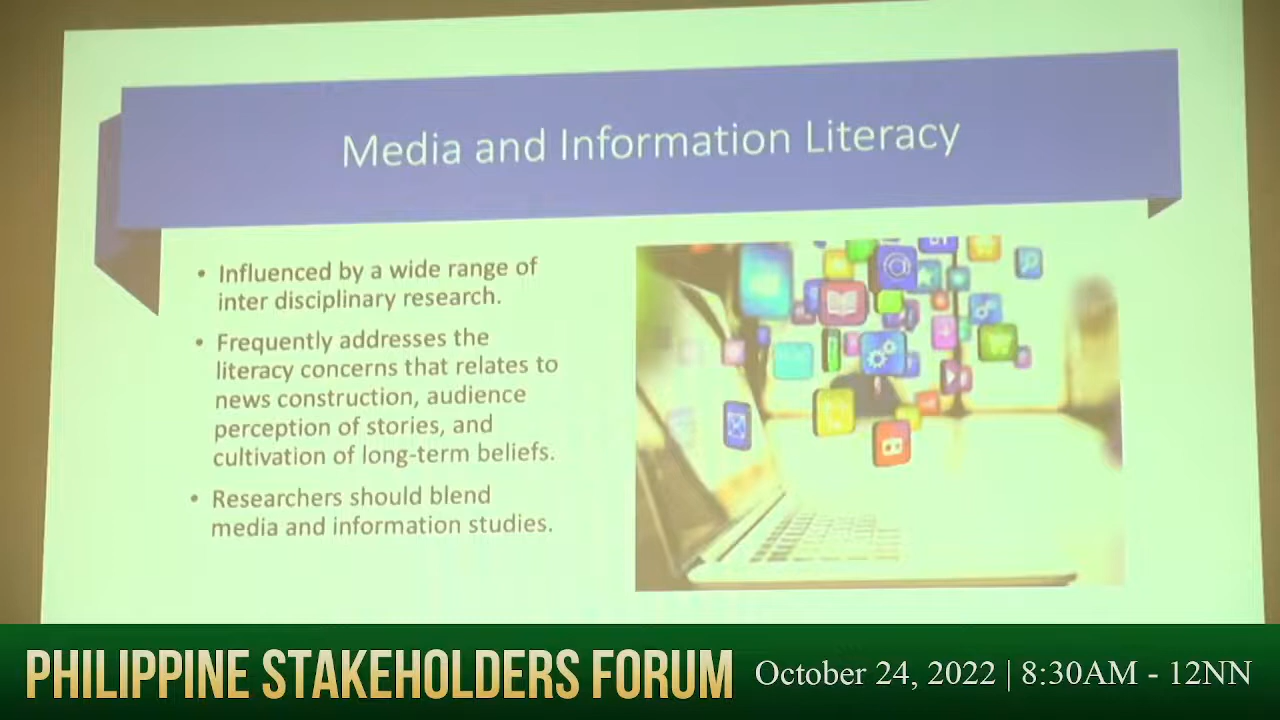 Media and Information Literacy
• Influenced by a wide range of
inter disciplinary research.
• Frequently addresses the
literacy concerns that relates to
news construction, audience
perception of stories, and
cultivation of long-term beliefs.
• Researchers should blend
media and information studies.
PHILIPPINE STAKEHOLDERS FORUM October 24, 2022 | 8:30AM - 12NN